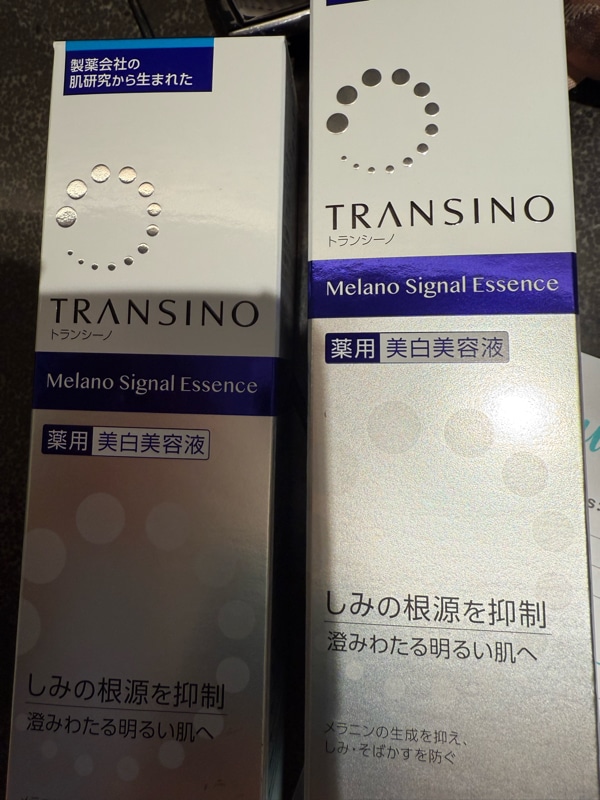 製薬会社の
肌研究から生まれた
TRANSINO
トランシーノ
Melano Signal Essence
薬用 美白美容液
しみの根源を抑制
澄みわたる明るい肌へ
TRANSINO
トランシーノ
Melano Signal Essence
薬用 美白美容液
しみの根源を抑制
澄みわたる明るい肌へ
メラニンの生成を抑え、
しみ・そばかすを防ぐ